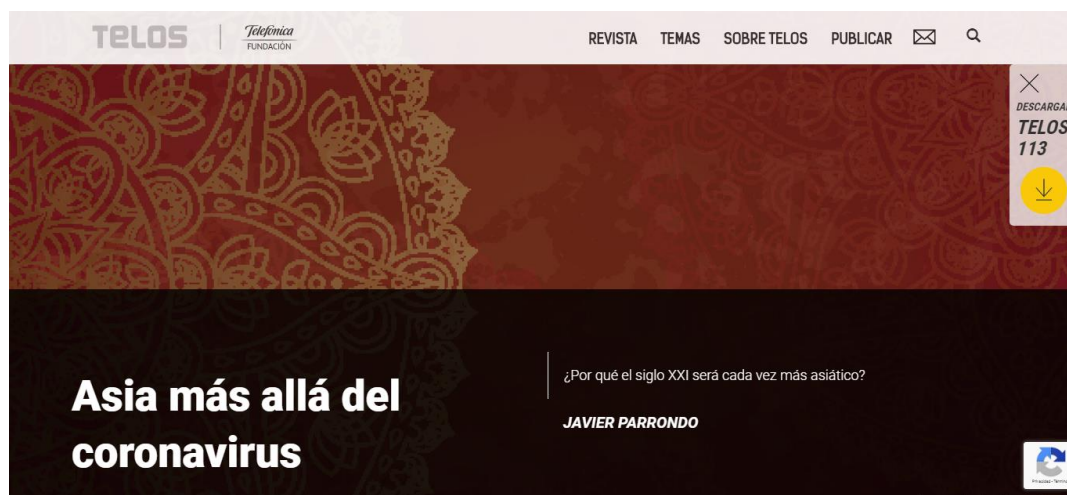 TELOS
Telefónica
FUNDACIÓN
REVISTA TEMAS SOBRE TELOS PUBLICAR
DESCARGAR
TELOS
113
Asia más allá del
coronavirus
¿Por qué el siglo XXI será cada vez más asiático?
JAVIER PARRONDO